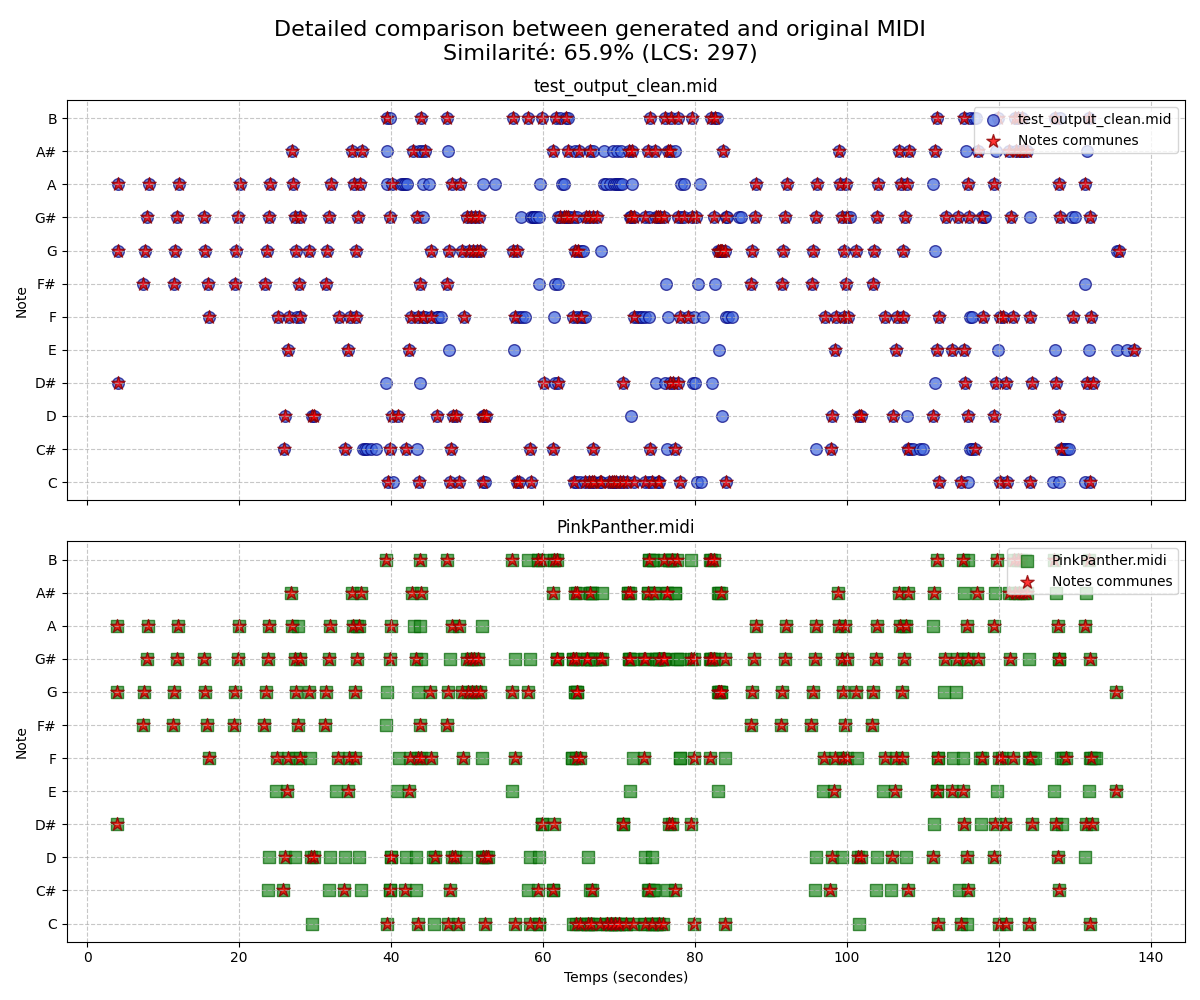 Detailed comparison between generated and original MIDI
Similarité: 65.9% (LCS: 297)
test_output_clean.mid
test_output_clean.mid
Notes communes
B
A#
A
G#
G
F#
F
E
D#
D
C#
C
Note
PinkPanther.midi
PinkPanther.midi
Notes communes
B
A#
A
G#
G
F#
F
E
D#
D
C#
C
Note
0 20 40 60 80 100 120 140
Temps (secondes)